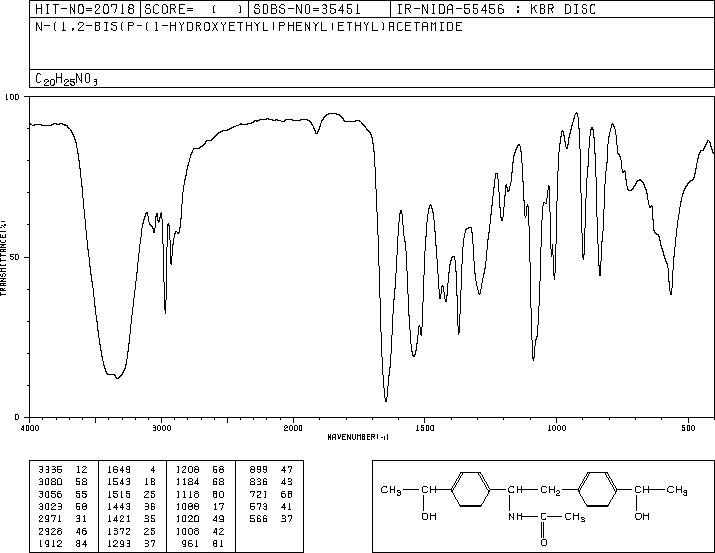 HIT-NO=20718 SCORE= ( ) SDBS-NO=35451 IR-NIDA-55456 : KBR DISC
N-(1,2-BIS(P-(1-HYDROXYETHYL)PHENYL)ETHYL)ACETAMIDE
C20H25NO3
100
50
0
TRANSMITTANCE(%)
4000 3000 2000 1500 1000 500
WAVENUMBER(-1)
3336 12 1649 4 1208 58 899 47
3080 58 1543 18 1184 68 836 43
3056 55 1515 25 1118 60 721 68
3023 60 1443 36 1088 17 573 41
2971 31 1421 35 1020 49 566 37
2928 46 1372 25 1008 42
1912 84 1293 37 961 81
CH3 CH CH CH2 CH CH3
OH NH C CH3 OH
O